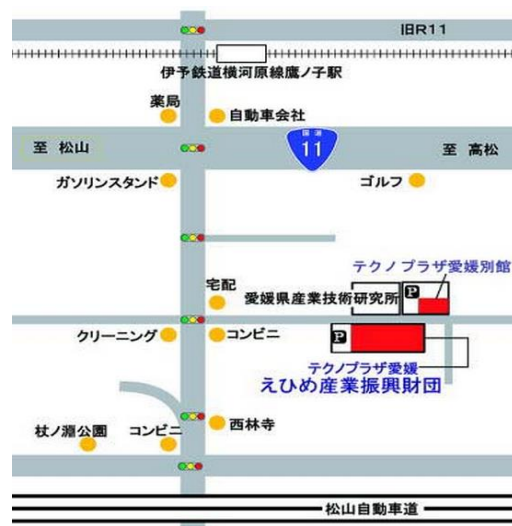 旧R11
伊予鉄道横河原線鷹ノ子駅
薬局
自動車会社
至 松山
国道
11
至 高松
ガソリンスタンド
ゴルフ
テクノプラザ愛媛別館
宅配
愛媛県産業技術研究所
P
クリーニング
コンビニ
P
テクノプラザ愛媛
えひめ産業振興財団
杖ノ淵公園
コンビニ
西林寺
松山自動車道